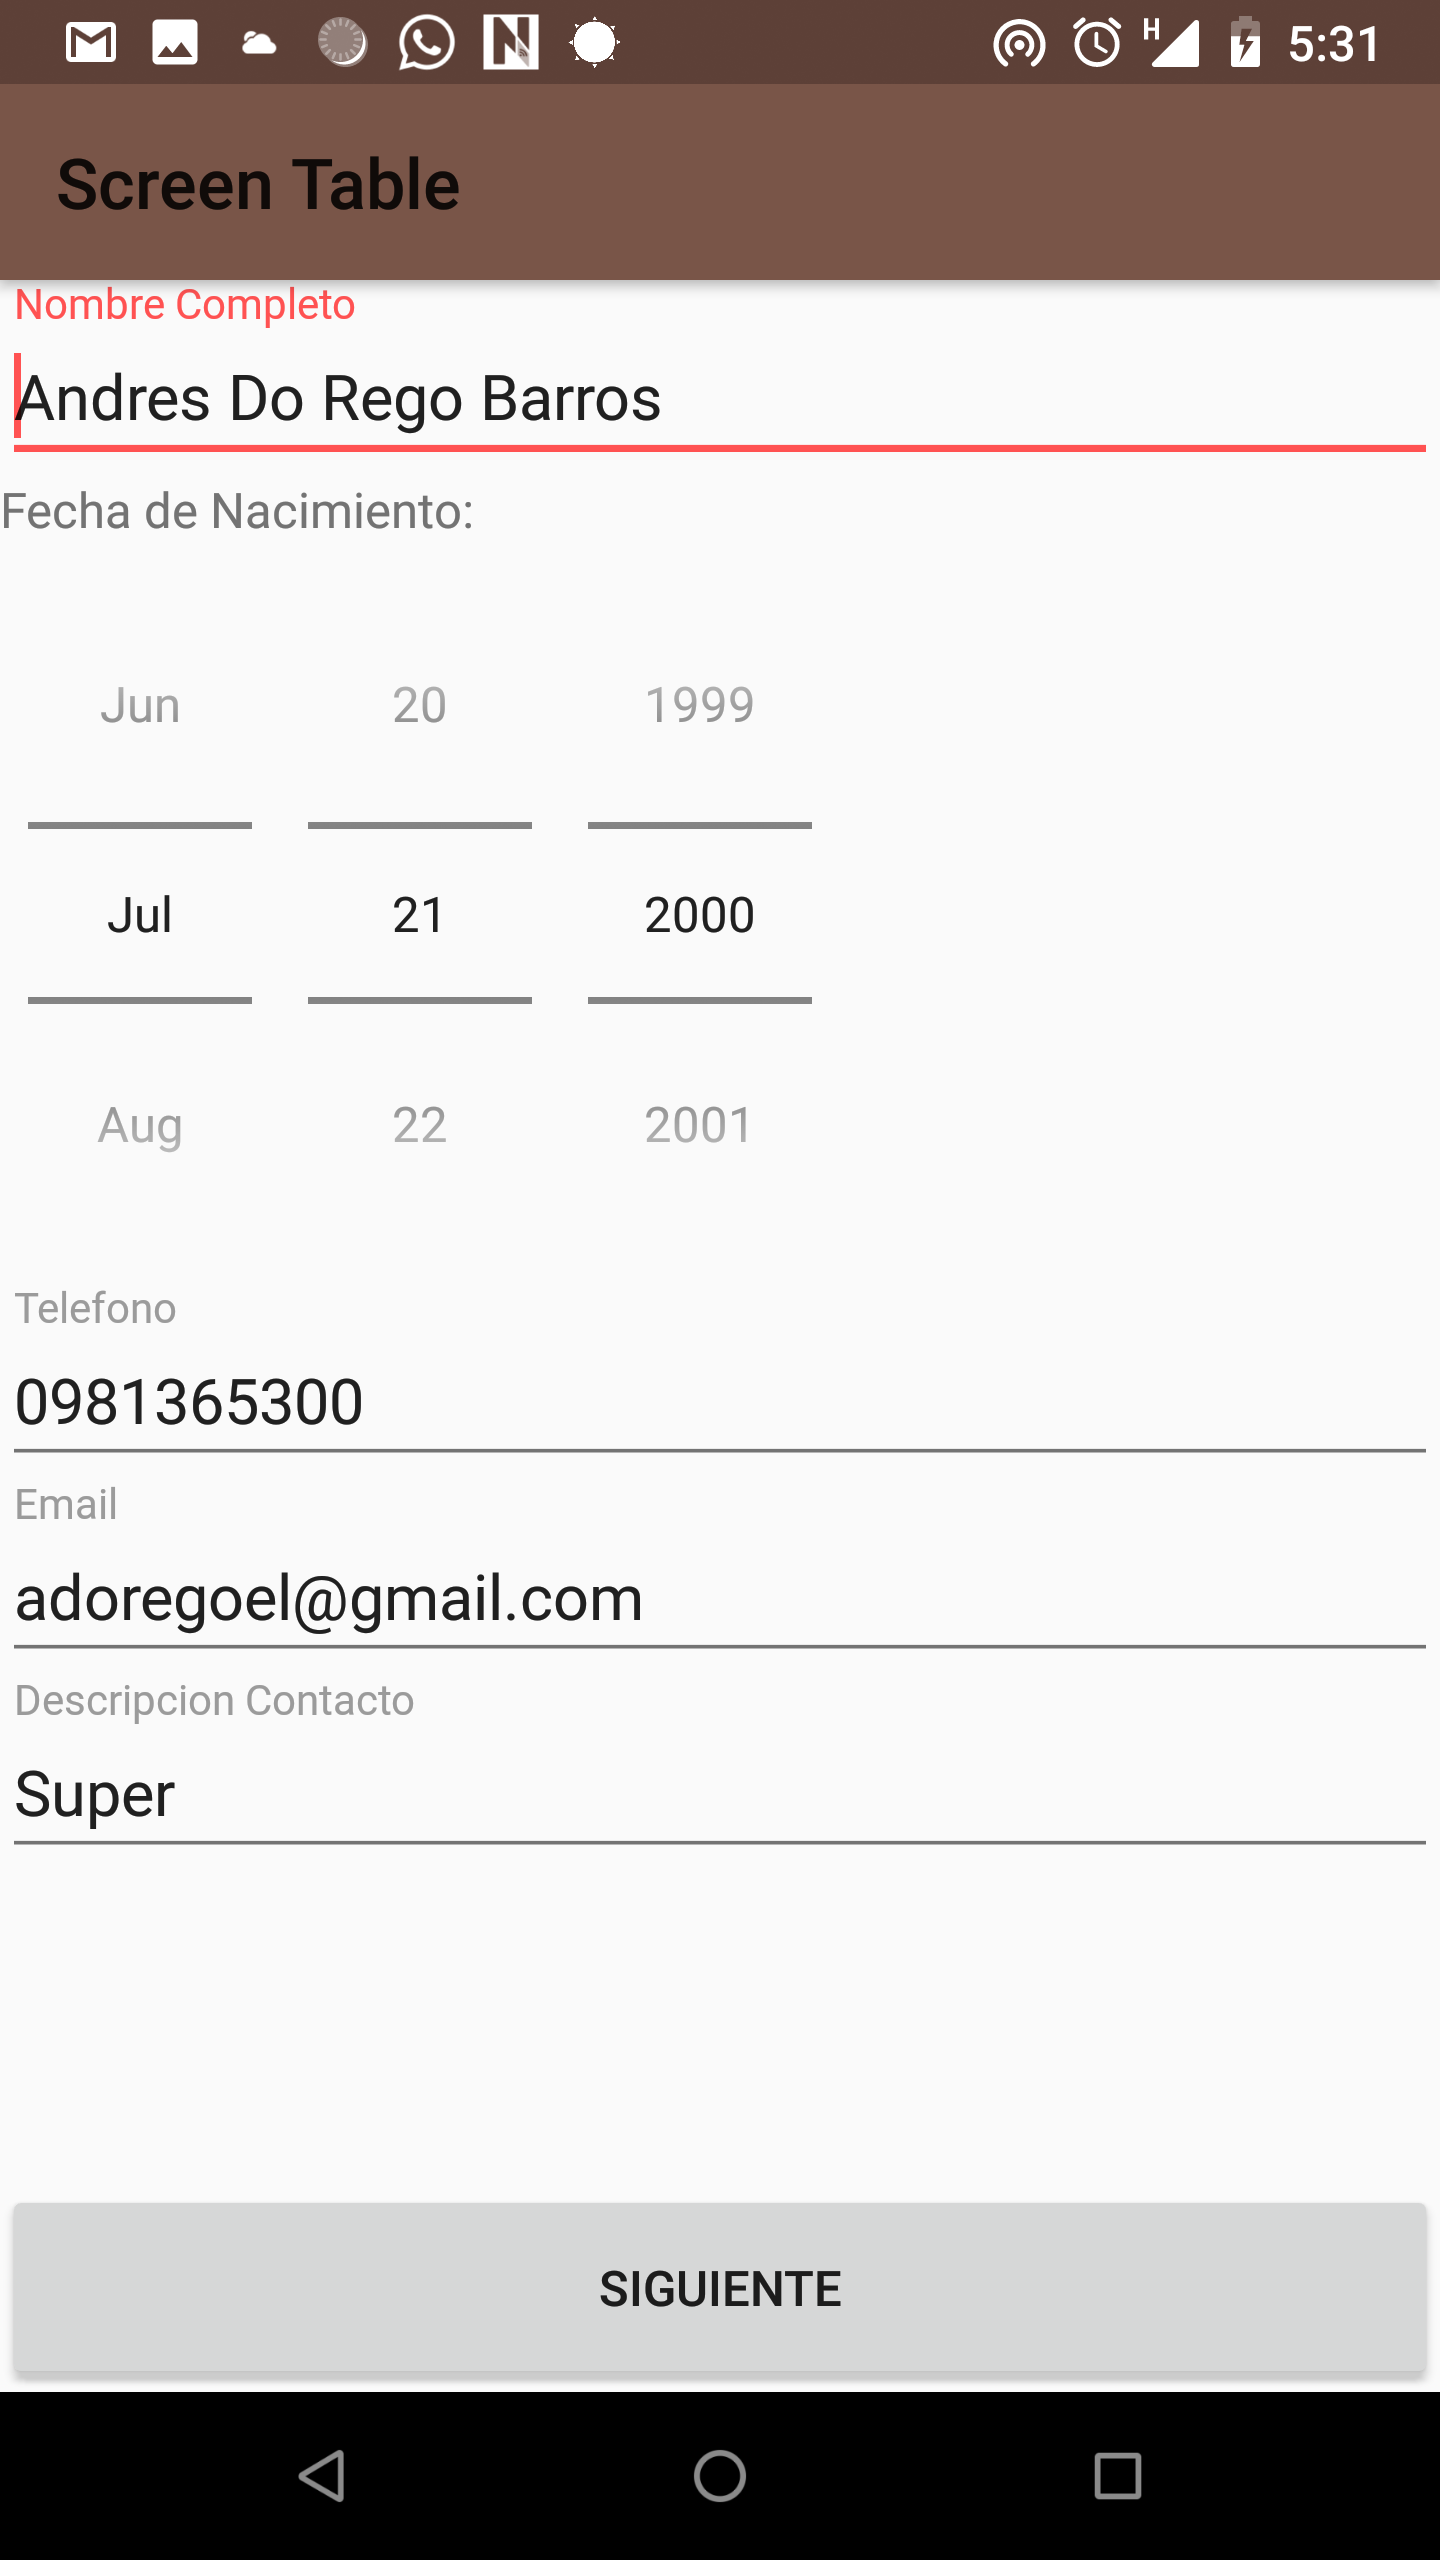 H 5:31
Screen Table
Nombre Completo
Andres Do Rego Barros
Fecha de Nacimiento:
Jun 20 1999
Jul 21 2000
Aug 22 2001
Telefono
0981365300
Email
adoregoel@gmail.com
Descripcion Contacto
Super
SIGUIENTE